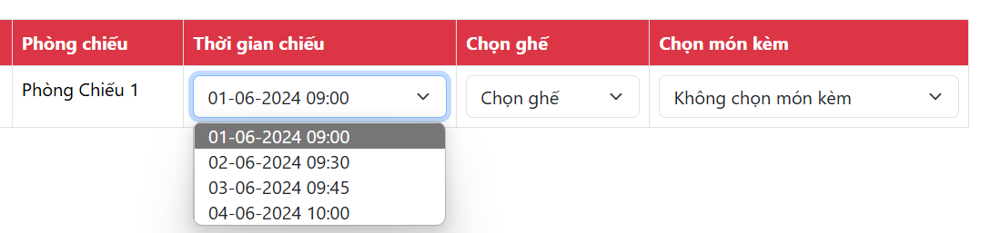 Phòng chiếu Thời gian chiếu Chọn ghế Chọn món kèm
Phòng Chiếu 1 01-06-2024 09:00 Chọn ghế Không chọn món kèm
01-06-2024 09:00
02-06-2024 09:30
03-06-2024 09:45
04-06-2024 10:00